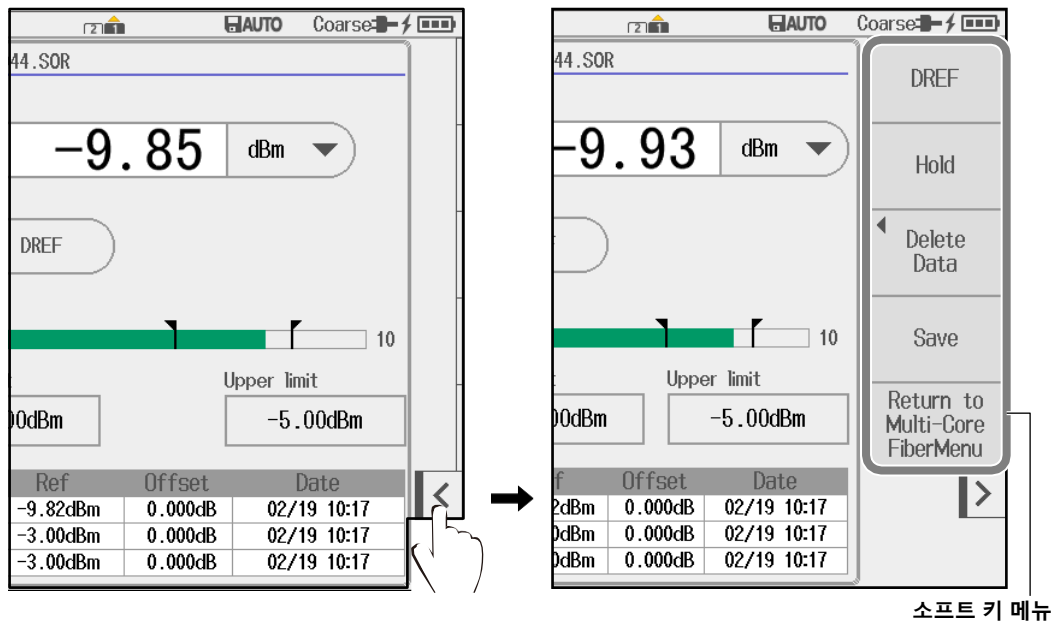 2 1 AUTO Coarse
44.SOR
-9.85 dBm
DREF
10
Upper limit
00dBm -5.00dBm
Ref Offset Date
-9.82dBm 0.000dB 02/19 10:17
-3.00dBm 0.000dB 02/19 10:17
-3.00dBm 0.000dB 02/19 10:17
2 1 AUTO Coarse
44.SOR
-9.93 dBm
10
Upper limit
00dBm -5.00dBm
f Offset Date
2dBm 0.000dB 02/19 10:17
0dBm 0.000dB 02/19 10:17
0dBm 0.000dB 02/19 10:17
DREF
Hold
Delete
Data
Save
Return to
Multi-Core
FiberMenu
소프트 키 메뉴